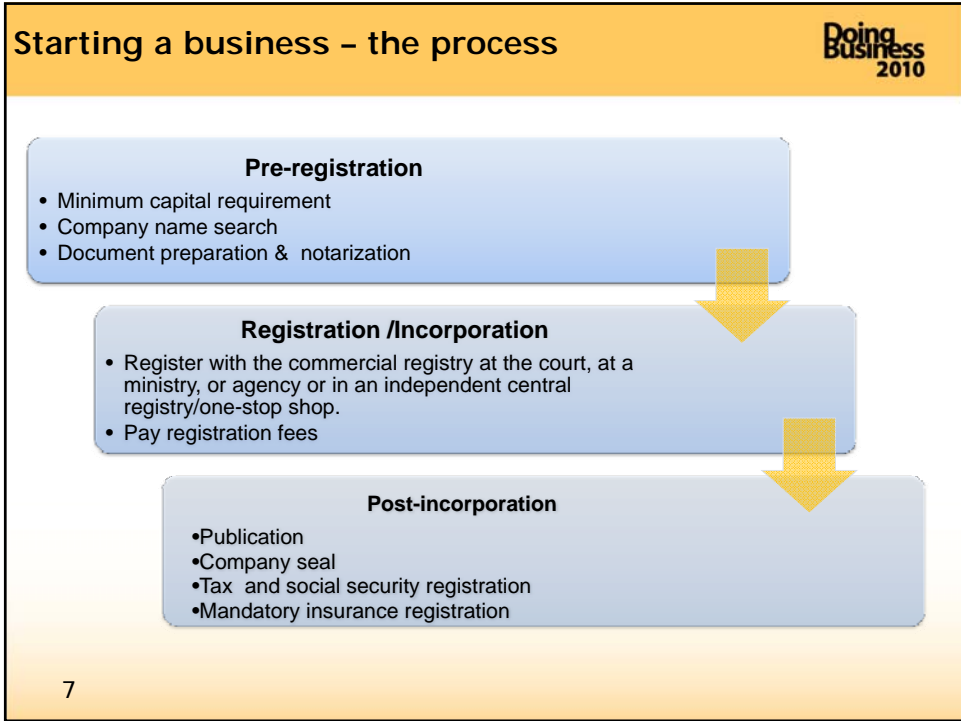 Starting a business – the process
Doing
Business
2010
Pre-registration
• Minimum capital requirement
• Company name search
• Document preparation & notarization
Registration /Incorporation
• Register with the commercial registry at the court, at a
ministry, or agency or in an independent central
registry/one-stop shop.
• Pay registration fees
Post-incorporation
•Publication
•Company seal
•Tax and social security registration
•Mandatory insurance registration
7